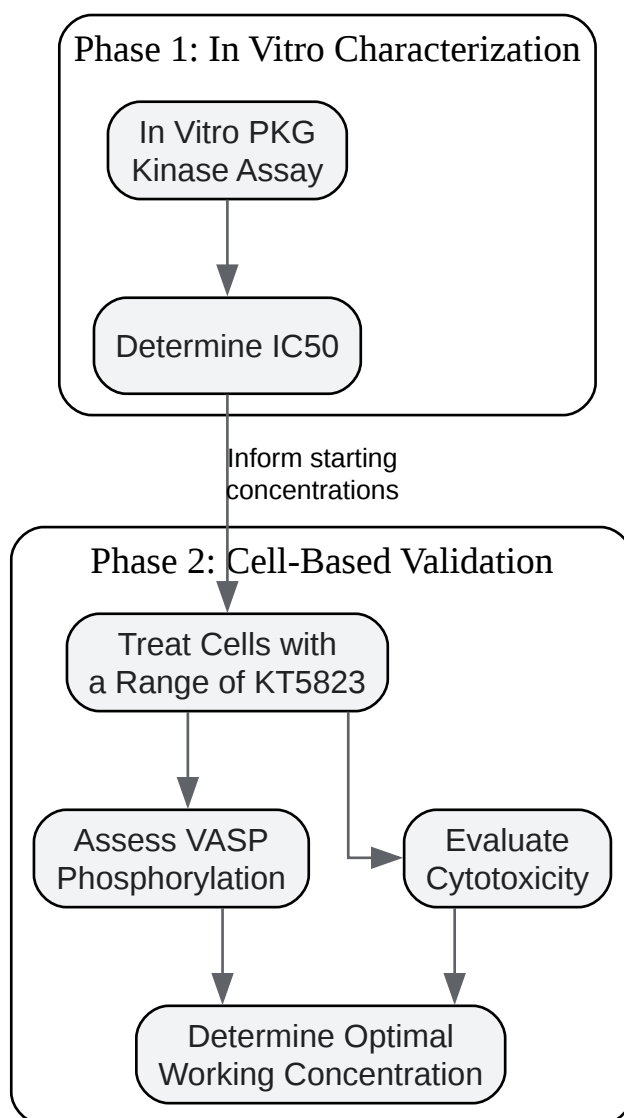 Phase 1: In Vitro Characterization
In Vitro PKG
Kinase Assay
Determine IC50
Inform starting
concentrations
Phase 2: Cell-Based Validation
Treat Cells with
a Range of KT5823
Assess VASP
Phosphorylation
Evaluate
Cytotoxicity
Determine Optimal
Working Concentration